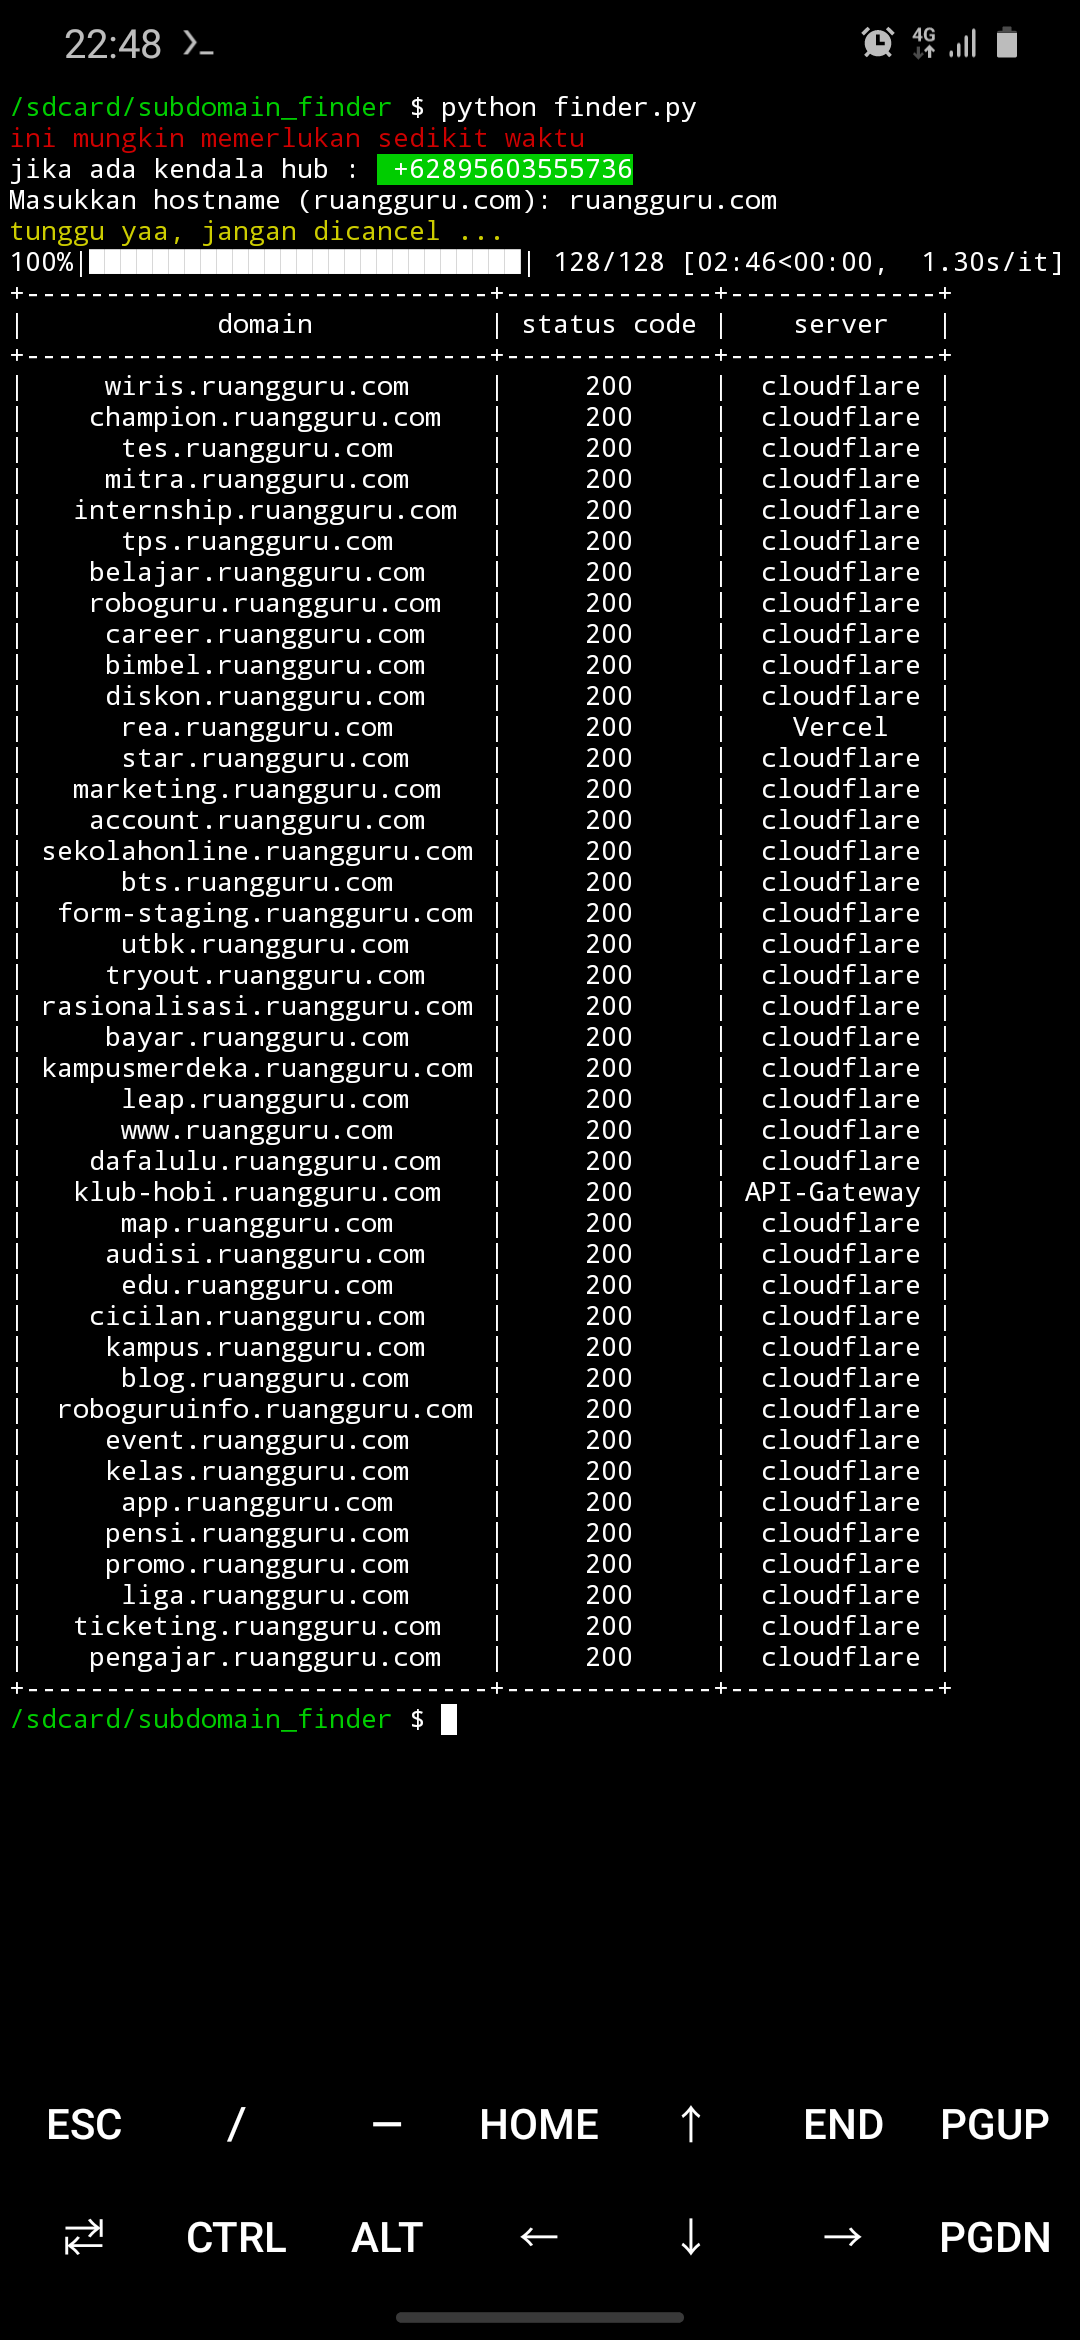 22:48 4G
/sdcard/subdomain_finder $ python finder.py
ini mungkin memerlukan sedikit waktu
jika ada kendala hub : +62895603555736
Masukkan hostname (ruangguru.com): ruangguru.com
tunggu yaa, jangan dicancel ...
100%| | 128/128 [02:46<00:00, 1.30s/it]
+-----------------------------+-------------+-------------+
| domain | status code | server |
+-----------------------------+-------------+-------------+
| wiris.ruangguru.com | 200 | cloudflare |
| champion.ruangguru.com | 200 | cloudflare |
| tes.ruangguru.com | 200 | cloudflare |
| mitra.ruangguru.com | 200 | cloudflare |
| internship.ruangguru.com | 200 | cloudflare |
| tps.ruangguru.com | 200 | cloudflare |
| belajar.ruangguru.com | 200 | cloudflare |
| roboguru.ruangguru.com | 200 | cloudflare |
| career.ruangguru.com | 200 | cloudflare |
| bimbel.ruangguru.com | 200 | cloudflare |
| diskon.ruangguru.com | 200 | cloudflare |
| rea.ruangguru.com | 200 | Vercel |
| star.ruangguru.com | 200 | cloudflare |
| marketing.ruangguru.com | 200 | cloudflare |
| account.ruangguru.com | 200 | cloudflare |
| sekolahonline.ruangguru.com | 200 | cloudflare |
| bts.ruangguru.com | 200 | cloudflare |
| form-staging.ruangguru.com | 200 | cloudflare |
| utbk.ruangguru.com | 200 | cloudflare |
| tryout.ruangguru.com | 200 | cloudflare |
| rasionalisasi.ruangguru.com | 200 | cloudflare |
| bayar.ruangguru.com | 200 | cloudflare |
| kampusmerdeka.ruangguru.com | 200 | cloudflare |
| leap.ruangguru.com | 200 | cloudflare |
| www.ruangguru.com | 200 | cloudflare |
| dafalulu.ruangguru.com | 200 | cloudflare |
| klub-hobi.ruangguru.com | 200 | API-Gateway |
| map.ruangguru.com | 200 | cloudflare |
| audisi.ruangguru.com | 200 | cloudflare |
| edu.ruangguru.com | 200 | cloudflare |
| cicilan.ruangguru.com | 200 | cloudflare |
| kampus.ruangguru.com | 200 | cloudflare |
| blog.ruangguru.com | 200 | cloudflare |
| roboguruinfo.ruangguru.com | 200 | cloudflare |
| event.ruangguru.com | 200 | cloudflare |
| kelas.ruangguru.com | 200 | cloudflare |
| app.ruangguru.com | 200 | cloudflare |
| pensi.ruangguru.com | 200 | cloudflare |
| promo.ruangguru.com | 200 | cloudflare |
| liga.ruangguru.com | 200 | cloudflare |
| ticketing.ruangguru.com | 200 | cloudflare |
| pengajar.ruangguru.com | 200 | cloudflare |
+-----------------------------+-------------+-------------+
/sdcard/subdomain_finder $
ESC / — HOME ↑ END PGUP
CTRL ALT ← ↓ → PGDN